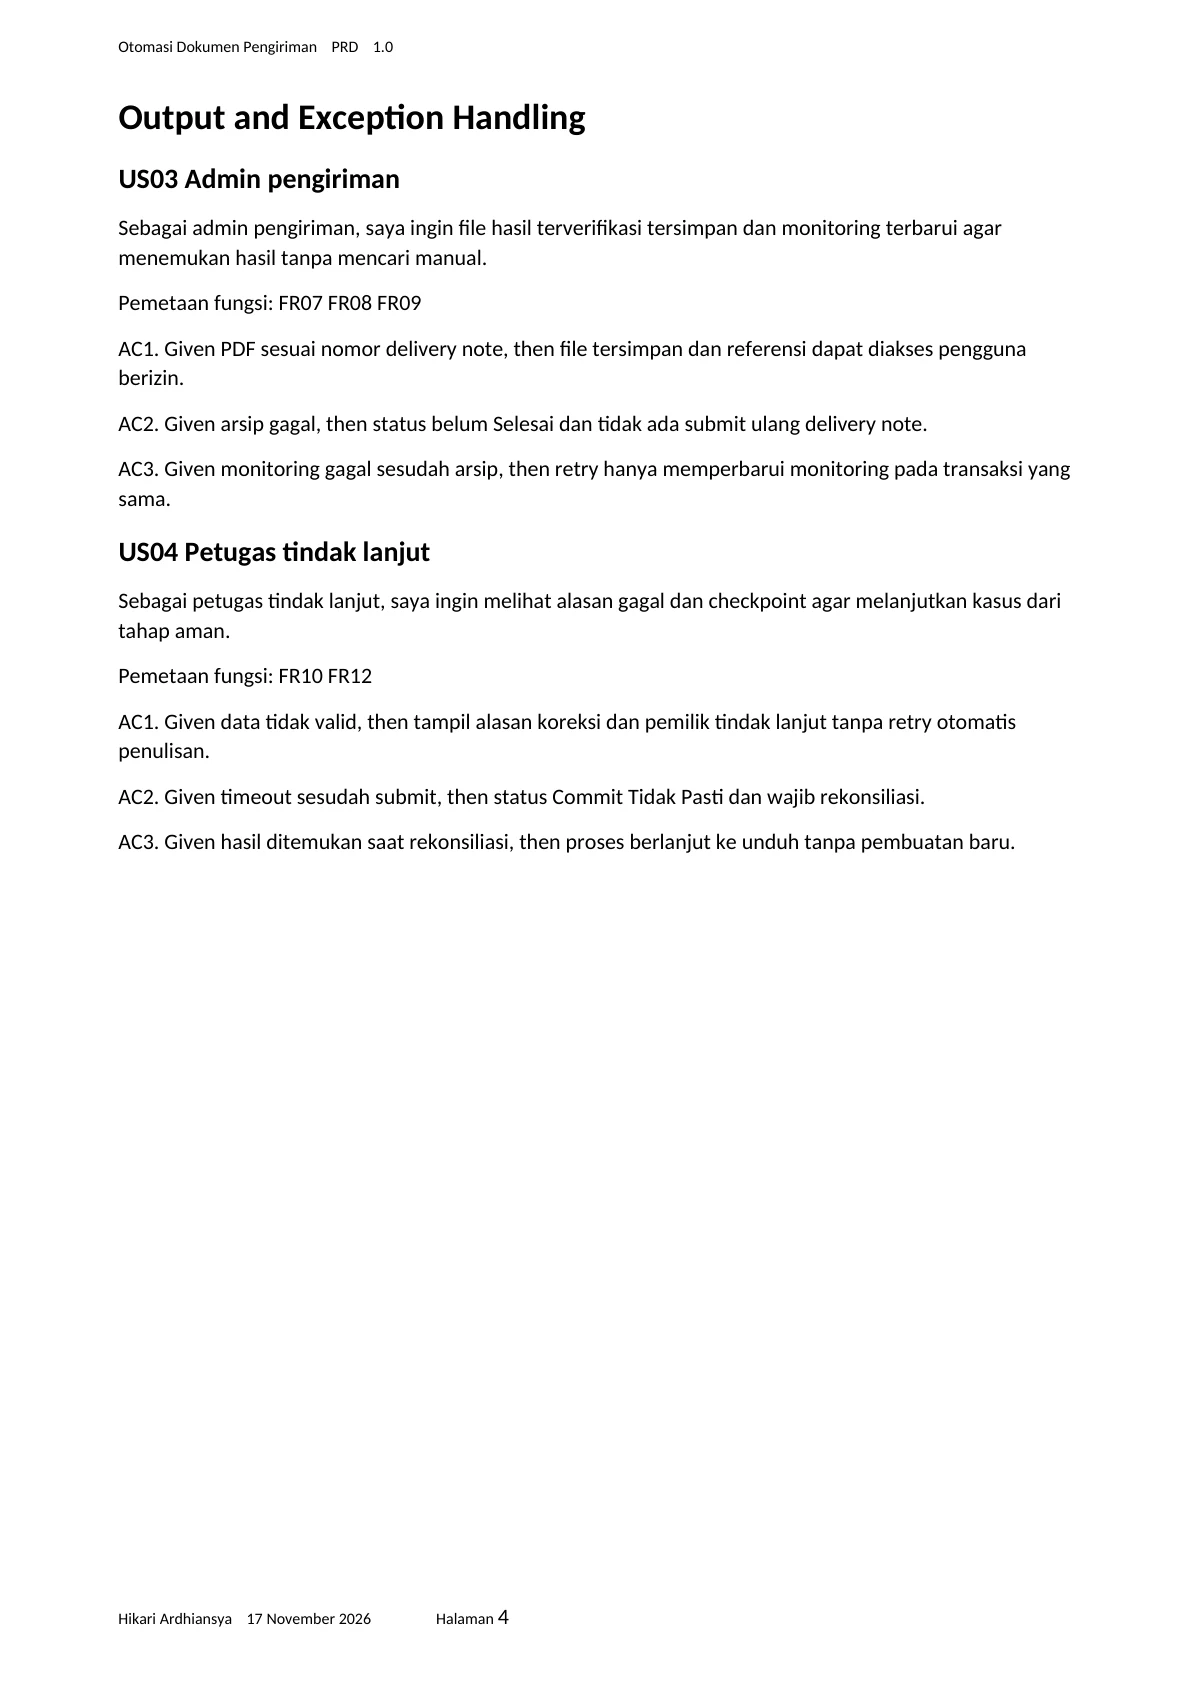 Otomasi Dokumen Pengiriman PRD 1.0
Output and Exception Handling
US03 Admin pengiriman
Sebagai admin pengiriman, saya ingin file hasil terverifikasi tersimpan dan monitoring terbarui agar
menemukan hasil tanpa mencari manual.
Pemetaan fungsi: FR07 FR08 FR09
AC1. Given PDF sesuai nomor delivery note, then file tersimpan dan referensi dapat diakses pengguna
berizin.
AC2. Given arsip gagal, then status belum Selesai dan tidak ada submit ulang delivery note.
AC3. Given monitoring gagal sesudah arsip, then retry hanya memperbarui monitoring pada transaksi yang
sama.
US04 Petugas tindak lanjut
Sebagai petugas tindak lanjut, saya ingin melihat alasan gagal dan checkpoint agar melanjutkan kasus dari
tahap aman.
Pemetaan fungsi: FR10 FR12
AC1. Given data tidak valid, then tampil alasan koreksi dan pemilik tindak lanjut tanpa retry otomatis
penulisan.
AC2. Given timeout sesudah submit, then status Commit Tidak Pasti dan wajib rekonsiliasi.
AC3. Given hasil ditemukan saat rekonsiliasi, then proses berlanjut ke unduh tanpa pembuatan baru.
Hikari Ardhiansya 17 November 2026 Halaman 4